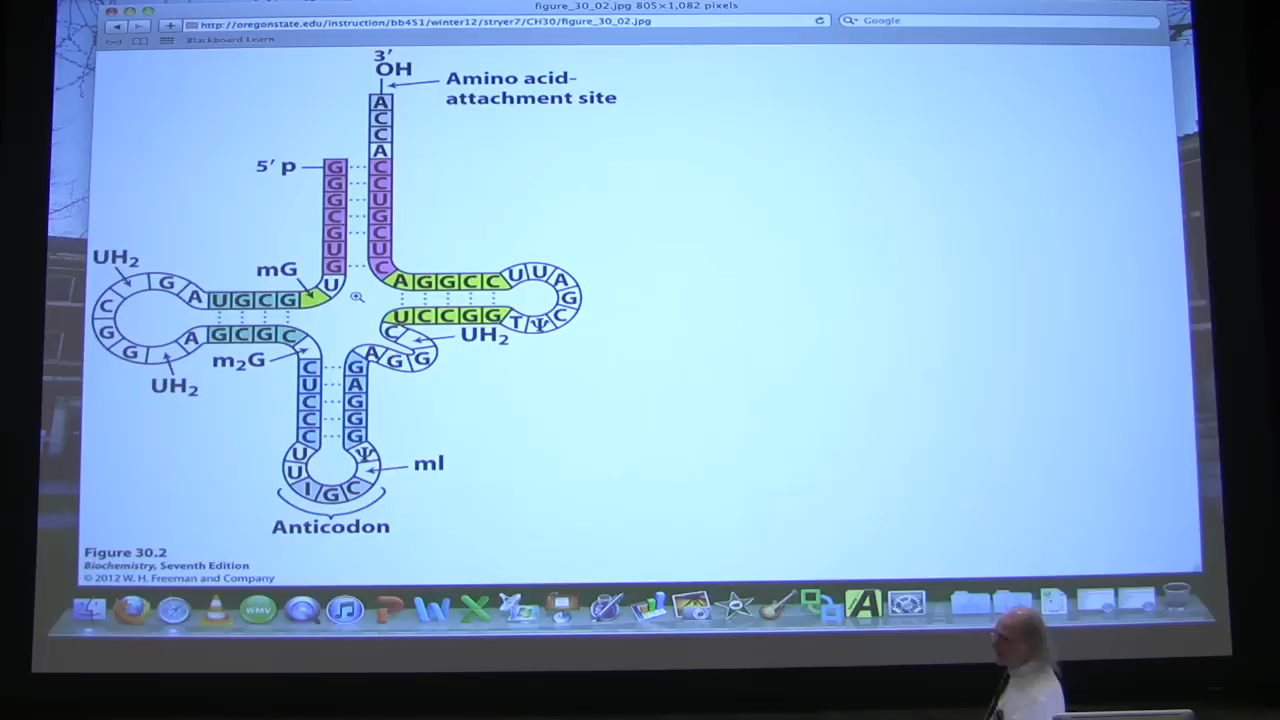 figure_30_02.jpg 805×1,082 pixels
http://oregonstate.edu/instruction/bb451/winter12/stryer7/CH30/figure_30_02.jpg
Google
Blackboard Learn
3′
OH
Amino acid-
attachment site
A
C
C
A
5′ p
G C
G C
G U
C G
G C
U U
G C
U
UH₂
mG
G
A U G C G
C
G
G
A G C G C
UH₂
m₂G
A G G C C U U A
G
C
U C C G G T Ψ
C
UH₂
A G G
C G
U A
C G
C G
C G
U Ψ
U
I G C
mI
Anticodon
Figure 30.2
Biochemistry, Seventh Edition
© 2012 W. H. Freeman and Company
WMV